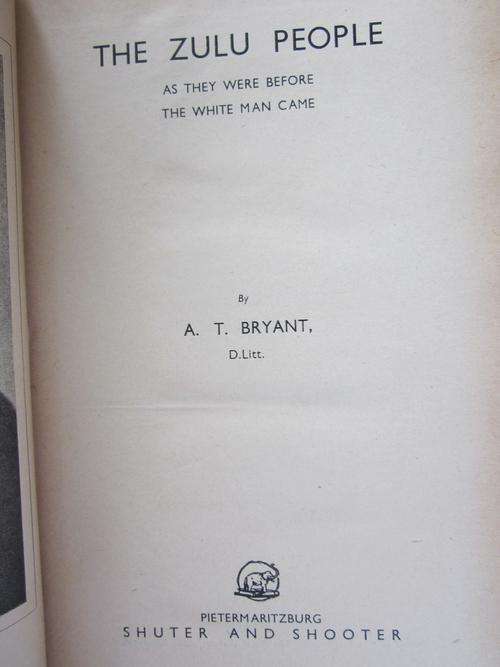 THE ZULU PEOPLE
AS THEY WERE BEFORE
THE WHITE MAN CAME
By
A. T. BRYANT,
D.Litt.
PIETERMARITZBURG
SHUTER AND SHOOTER